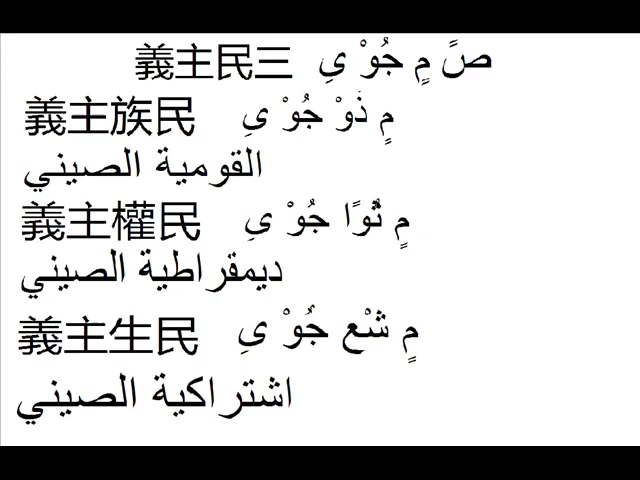 صً مٍ جُوْ ىِ 三民主義
مٍ ذَوْ جُوْ ىِ 民族主義
القومية الصيني
مٍ ثُوًا جُوْ ىِ 民權主義
ديمقراطية الصيني
مٍ شْع جُوْ ىِ 民生主義
اشتراكية الصيني